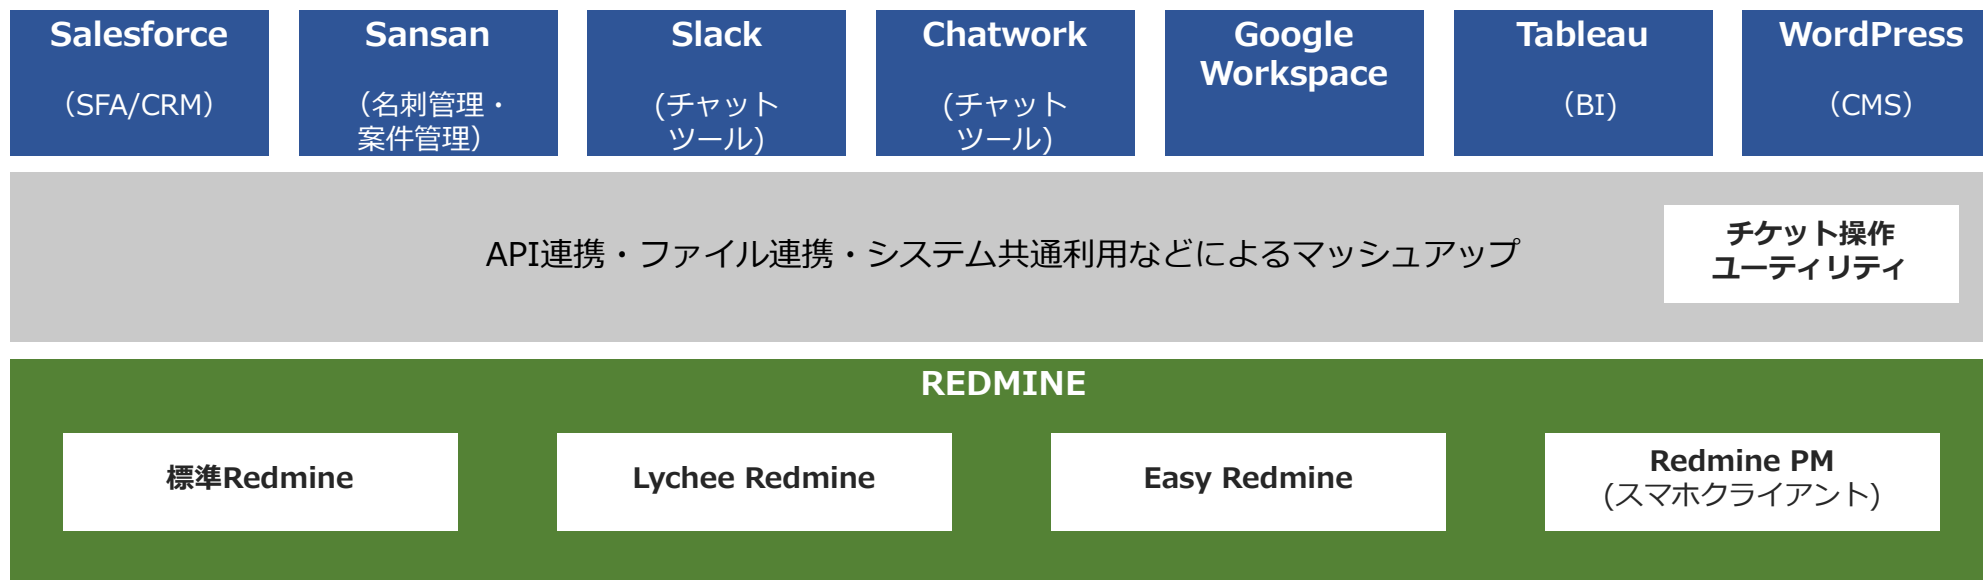 Salesforce
（SFA/CRM）
Sansan
（名刺管理・
案件管理）
Slack
(チャット
ツール)
Chatwork
(チャット
ツール)
Google
Workspace
Tableau
（BI)
WordPress
（CMS）
API連携・ファイル連携・システム共通利用などによるマッシュアップ
チケット操作
ユーティリティ
REDMINE
標準Redmine
Lychee Redmine
Easy Redmine
Redmine PM
(スマホクライアント)